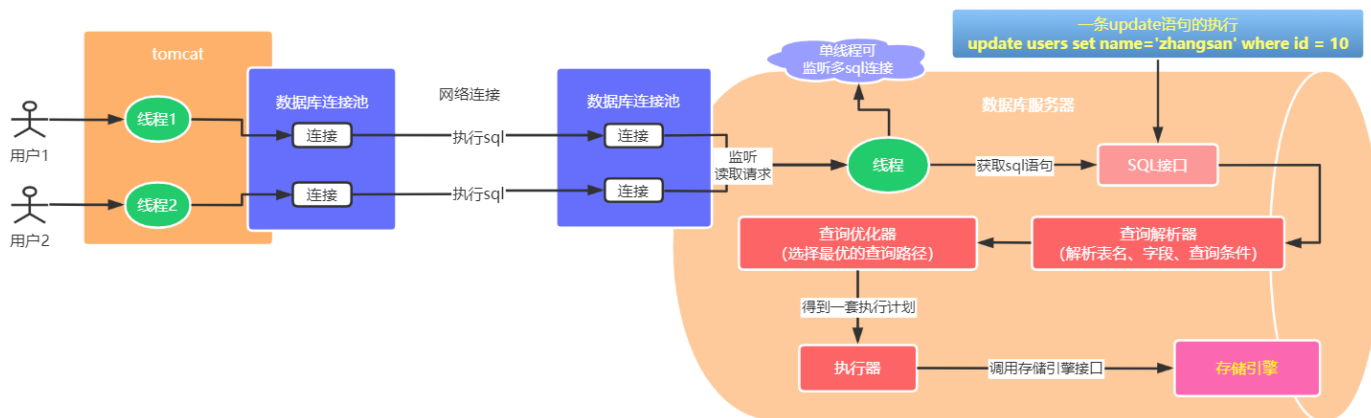 一条update语句的执行
update users set name='zhangsan' where id = 10
tomcat
单线程可
监听多sql连接
数据库连接池
网络连接
数据库连接池
数据库服务器
用户1
线程1
连接
执行sql
连接
监听
读取请求
线程
获取sql语句
SQL接口
用户2
线程2
连接
执行sql
连接
查询优化器
(选择最优的查询路径)
查询解析器
(解析表名、字段、查询条件)
得到一套执行计划
执行器
调用存储引擎接口
存储引擎